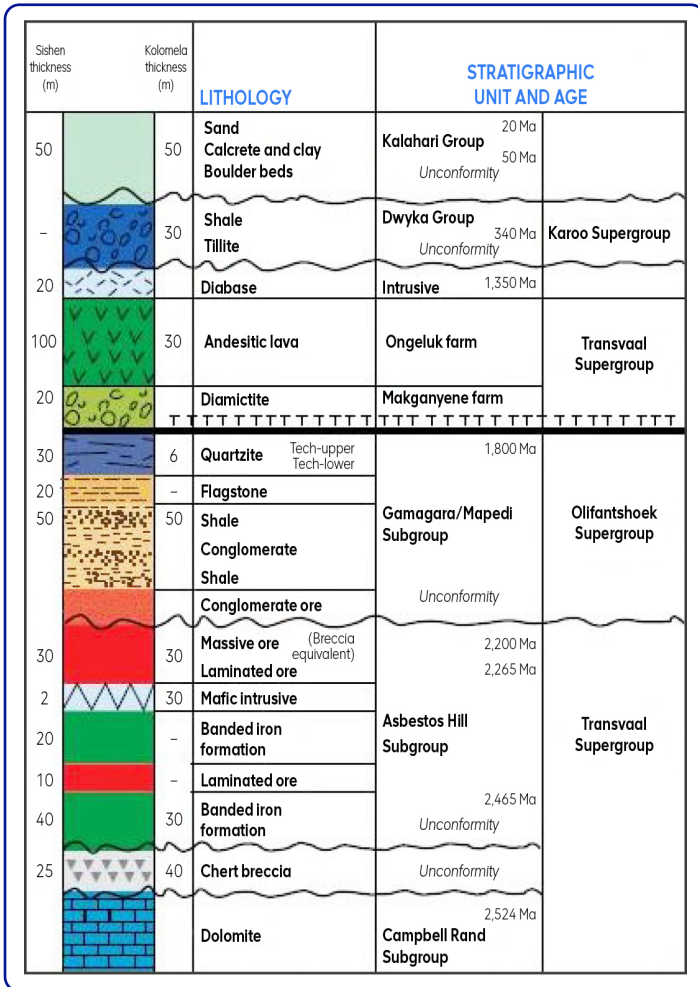 Sishen
thickness
(m)
Kolomela
thickness
(m)
LITHOLOGY
STRATIGRAPHIC
UNIT AND AGE
50
50
Sand
Calcrete and clay
Boulder beds
Kalahari Group
20 Ma
50 Ma
Unconformity
–
30
Shale
Tillite
Dwyka Group
340 Ma
Unconformity
Karoo Supergroup
20
Diabase
Intrusive
1,350 Ma
100
30
Andesitic lava
Ongeluk farm
Transvaal
Supergroup
20
Diamictite
Makganyene farm
30
6
Quartzite
Tech-upper
Tech-lower
1,800 Ma
20
–
Flagstone
50
50
Shale
Conglomerate
Shale
Gamagara/Mapedi
Subgroup
Olifantshoek
Supergroup
Conglomerate ore
Unconformity
30
30
Massive ore
(Breccia
equivalent)
Laminated ore
2,200 Ma
2,265 Ma
2
30
Mafic intrusive
20
–
Banded iron
formation
Asbestos Hill
Subgroup
Transvaal
Supergroup
10
–
Laminated ore
40
30
Banded iron
formation
2,465 Ma
Unconformity
25
40
Chert breccia
Unconformity
Dolomite
2,524 Ma
Campbell Rand
Subgroup